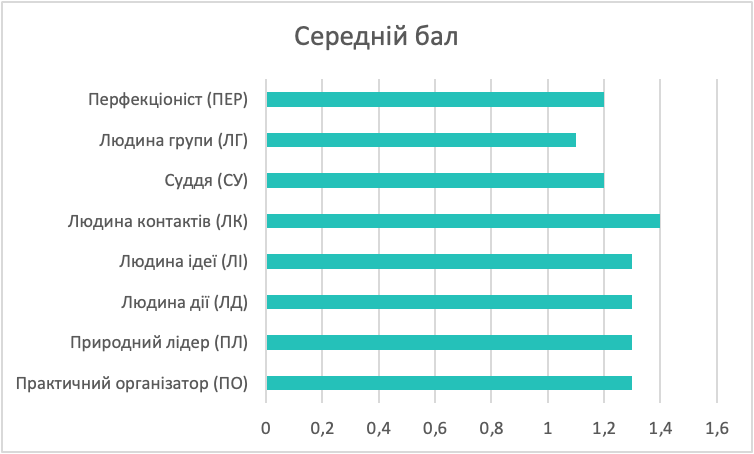 Середній бал
Перфекціоніст (ПЕР)
Людина групи (ЛГ)
Суддя (СУ)
Людина контактів (ЛК)
Людина ідеї (ЛІ)
Людина дії (ЛД)
Природний лідер (ПЛ)
Практичний організатор (ПО)
0 0,2 0,4 0,6 0,8 1 1,2 1,4 1,6